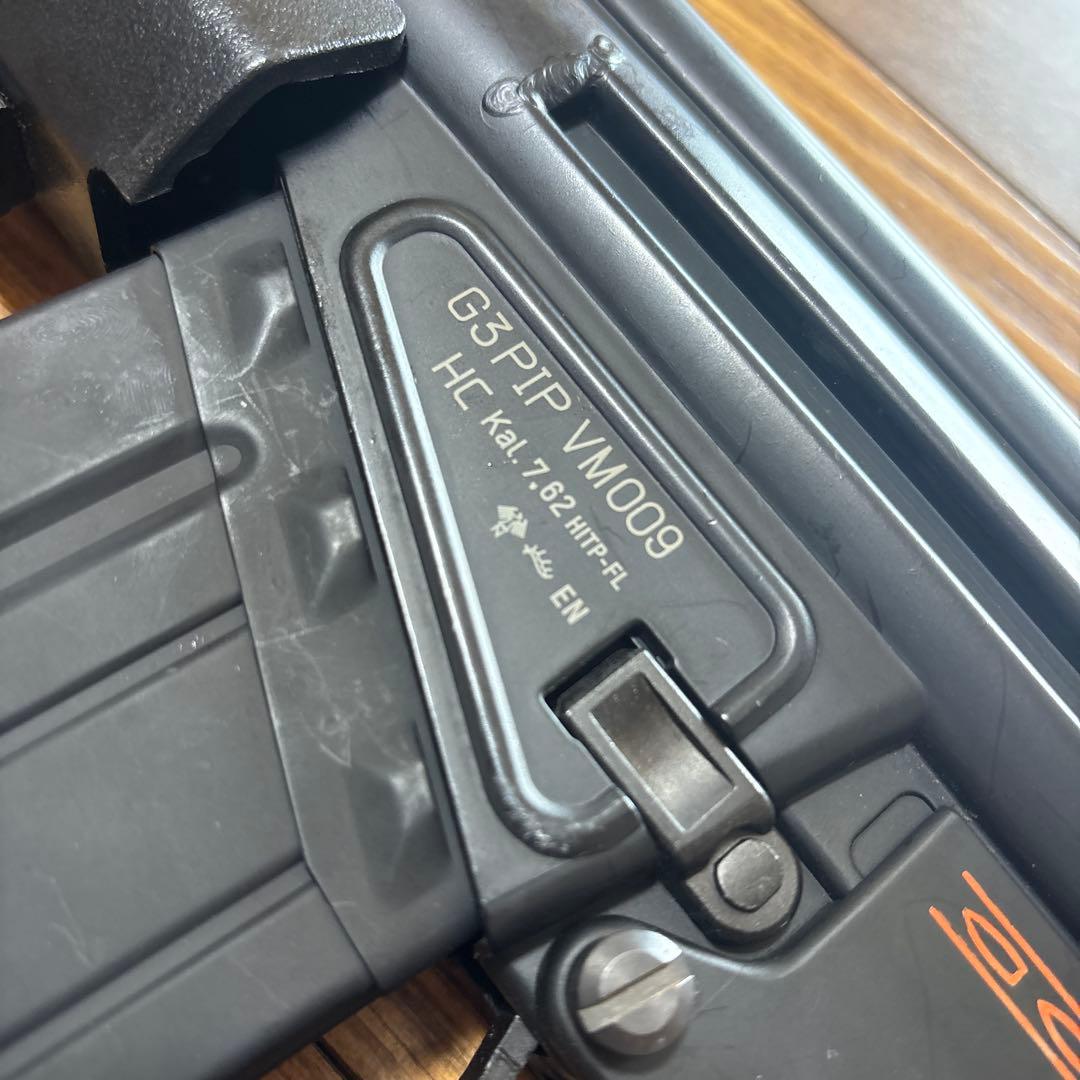 G3PIP VM009
HC Kal. 7.62 HITP-FL
EN